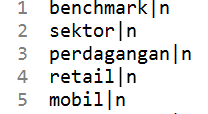 1 benchmark|n
2 sektor|n
3 perdagangan|n
4 retail|n
5 mobil|n